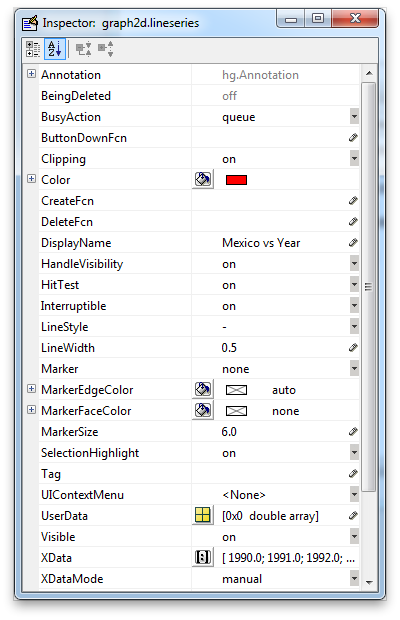 Inspector: graph2d.lineseries
Annotation hg.Annotation
BeingDeleted off
BusyAction queue
ButtonDownFcn
Clipping on
Color
CreateFcn
DeleteFcn
DisplayName Mexico vs Year
HandleVisibility on
HitTest on
Interruptible on
LineStyle -
LineWidth 0.5
Marker none
MarkerEdgeColor auto
MarkerFaceColor none
MarkerSize 6.0
SelectionHighlight on
Tag
UIContextMenu <None>
UserData [0x0 double array]
Visible on
XData [ 1990.0; 1991.0; 1992.0; ...
XDataMode manual